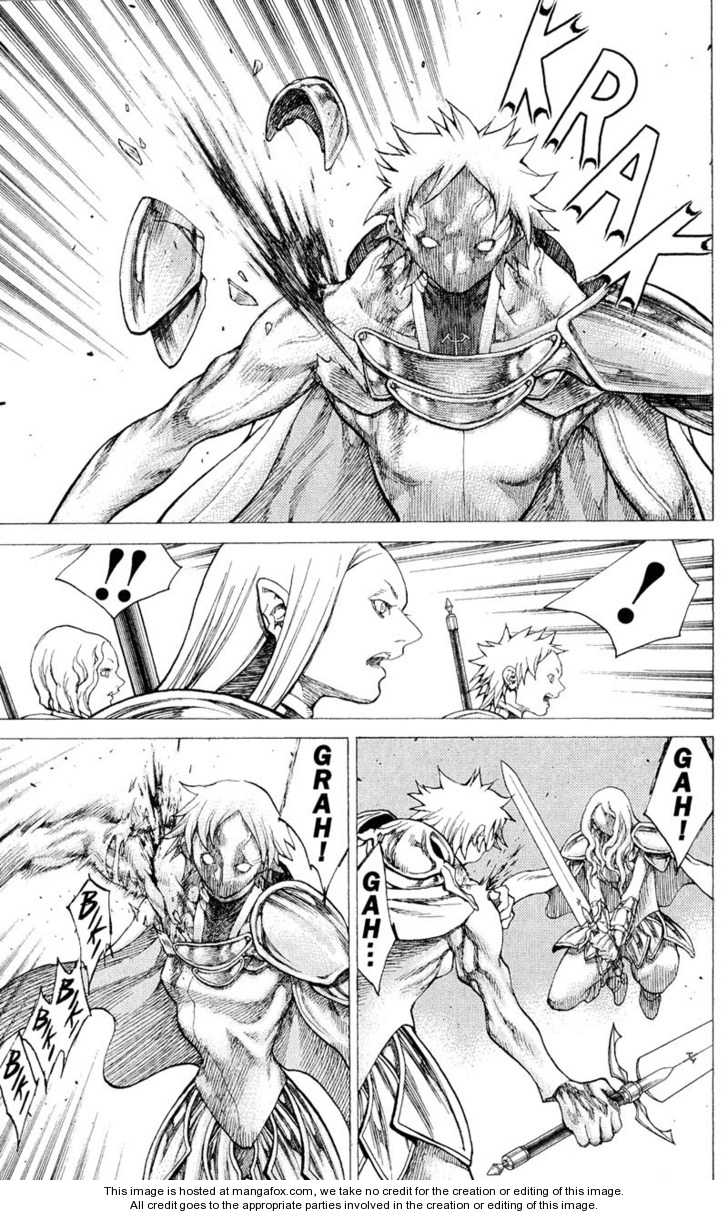 KRAK
!
!!
GAH!
GAH...
GRAH!
BIKI
BIKI
BIKI
BIKI
This image is hosted at mangafox.com, we take no credit for the creation or editing of this image.
All credit goes to the appropriate parties involved in the creation or editing of this image.